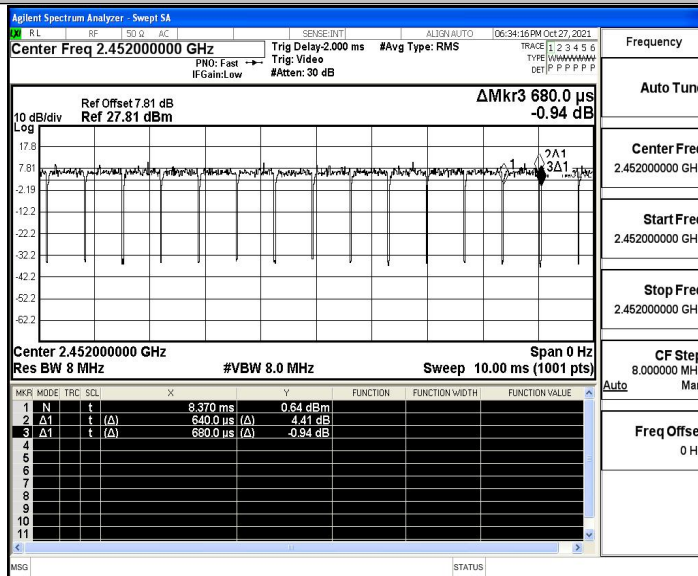 Agilent Spectrum Analyzer - Swept SA
LXI RL RF 50 Ω AC SENSE:INT ALIGN AUTO 06:34:16 PM Oct 27, 2021
Center Freq 2.452000000 GHz
PNO: Fast
IFGain:Low
Trig Delay-2.000 ms
Trig: Video
#Atten: 30 dB
#Avg Type: RMS
TRACE 1 2 3 4 5 6
TYPE
DET P P P P P P
Frequency
Auto Tune
ΔMkr3 680.0 µs
-0.94 dB
Ref Offset 7.81 dB
10 dB/div Ref 27.81 dBm
Log
17.8
7.81
-2.19
-12.2
-22.2
-32.2
-42.2
-52.2
-62.2
1
2Δ1
3Δ1
Center Fre
2.452000000 GH
Start Fre
2.452000000 GH
Stop Fre
2.452000000 GH
Center 2.452000000 GHz Span 0 Hz
Res BW 8 MHz #VBW 8.0 MHz Sweep 10.00 ms (1001 pts)
CF Step
8.000000 MH
Auto Ma
Freq Offse
0 H
MKR MODE TRC SCL X Y FUNCTION FUNCTION WIDTH FUNCTION VALUE
1 N t 8.370 ms 0.64 dBm
2 Δ1 t (Δ) 640.0 µs (Δ) 4.41 dB
3 Δ1 t (Δ) 680.0 µs (Δ) -0.94 dB
4
5
6
7
8
9
10
11
MSG STATUS